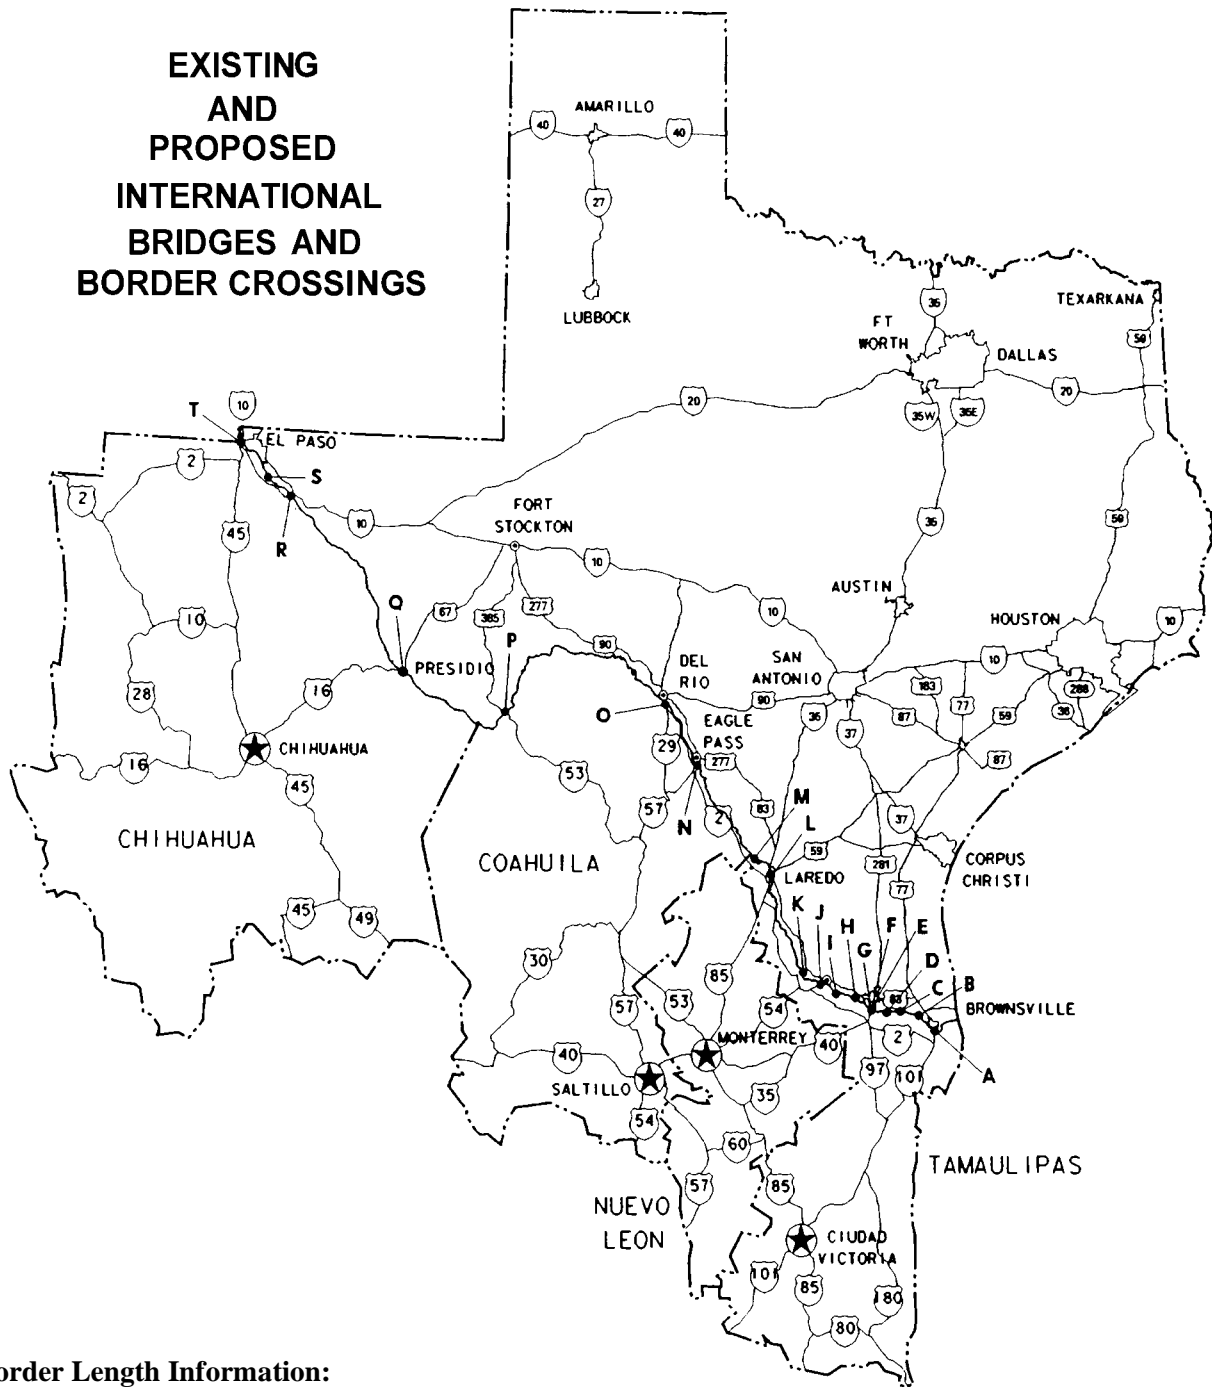 EXISTING
AND
PROPOSED
INTERNATIONAL
BRIDGES AND
BORDER CROSSINGS
AMARILLO
40
40
27
LUBBOCK
TEXARKANA
35
59
FT
WORTH
DALLAS
20
20
35W
35E
T
10
EL PASO
2
S
2
45
R
10
FORT
STOCKTON
35
59
10
AUSTIN
HOUSTON
10
Q
67
277
385
P
10
10
90
PRESIDIO
DEL
RIO
SAN
ANTONIO
10
16
28
183
77
288
90
87
59
36
O
EAGLE
PASS
35
37
CHIHUAHUA
29
277
87
16
45
53
57
N
2
83
M
L
37
CHIHUAHUA
COAHUILA
59
281
CORPUS
CHRISTI
LAREDO
77
K
J
I
H
G
F
E
45
49
30
85
D
C
B
53
54
83
BROWNSVILLE
57
MONTERREY
40
2
40
97
101
A
SALTILLO
35
54
60
TAMAULIPAS
57
85
NUEVO
LEON
CIUDAD
VICTORIA
101
85
180
80
order Length Information: